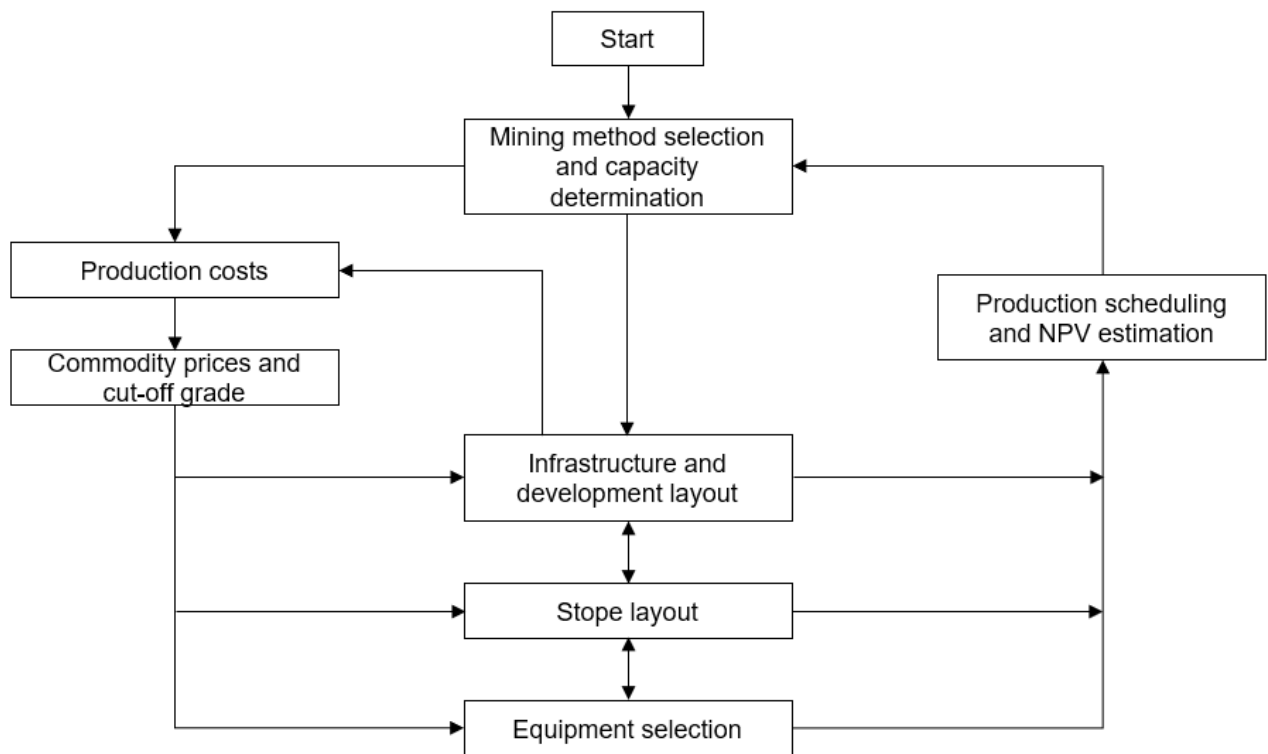 Start
Mining method selection
and capacity
determination
Production costs
Production scheduling
and NPV estimation
Commodity prices and
cut-off grade
Infrastructure and
development layout
Stope layout
Equipment selection